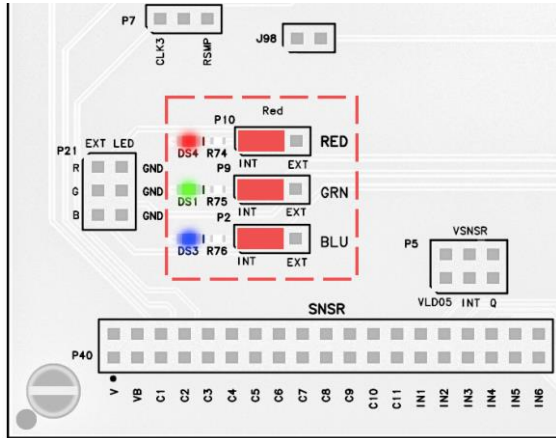 P7
CLK3
RSMP
J98
Red
P10
RED
DS4 R74
INT EXT
P9
GRN
DS1 R75
INT EXT
P2
BLU
DS3 R76
INT EXT
EXT LED
P21
R GND
G GND
B GND
P5
VSNSR
VLDO5 INT Q
SNSR
P40
V VB C1 C2 C3 C4 C5 C6 C7 C8 C9 C10 C11 IN1 IN2 IN3 IN4 IN5 IN6